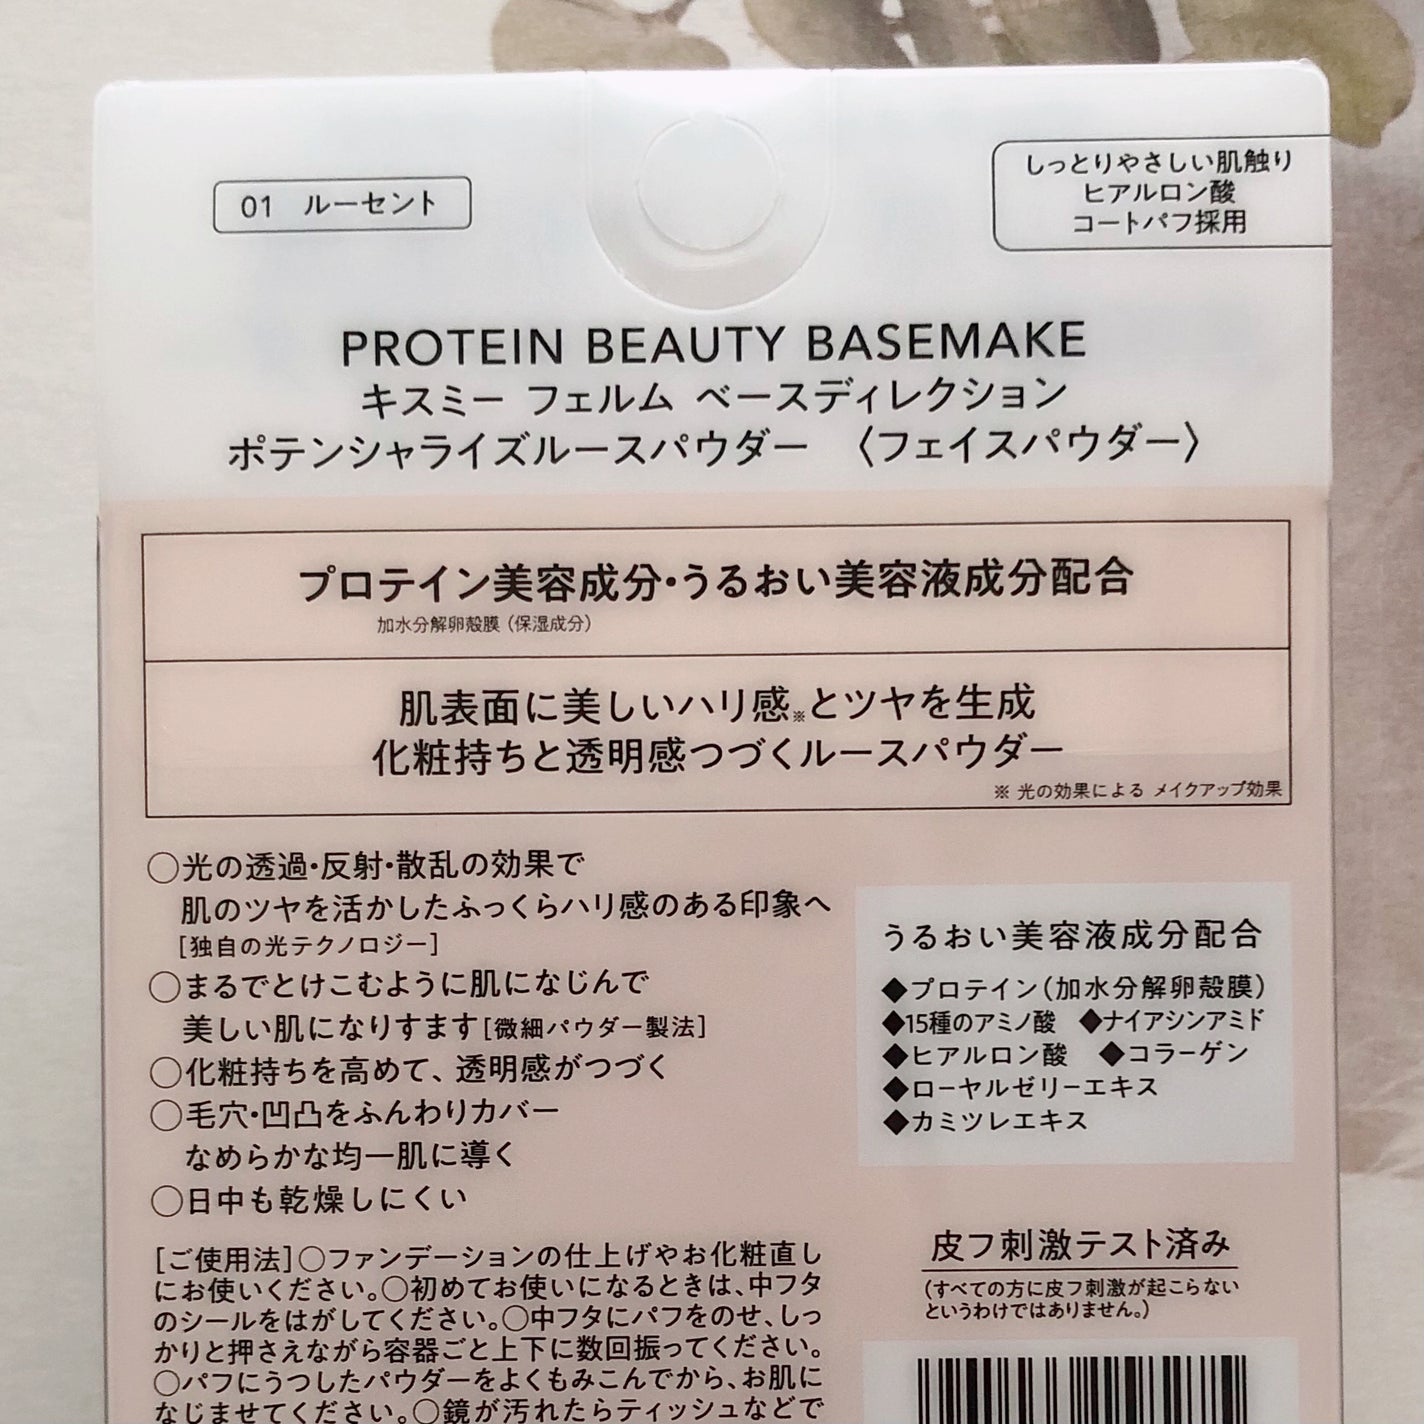 01 ルーセント
しっとりやさしい肌触り
ヒアルロン酸
コートパフ採用
PROTEIN BEAUTY BASEMAKE
キスミー フェルム ベースディレクション
ポテンシャライズルースパウダー 〈フェイスパウダー〉
プロテイン美容成分・うるおい美容液成分配合
加水分解卵殻膜（保湿成分）
肌表面に美しいハリ感※とツヤを生成
化粧持ちと透明感つづくルースパウダー
※ 光の効果による メイクアップ効果
○光の透過・反射・散乱の効果で
肌のツヤを活かしたふっくらハリ感のある印象へ
［独自の光テクノロジー］
○まるでとけこむように肌になじんで
美しい肌になりすます［微細パウダー製法］
○化粧持ちを高めて、透明感がつづく
○毛穴・凹凸をふんわりカバー
なめらかな均一肌に導く
○日中も乾燥しにくい
うるおい美容液成分配合
◆プロテイン（加水分解卵殻膜）
◆15種のアミノ酸 ◆ナイアシンアミド
◆ヒアルロン酸 ◆コラーゲン
◆ローヤルゼリーエキス
◆カミツレエキス
［ご使用法］○ファンデーションの仕上げやお化粧直し
にお使いください。○初めてお使いになるときは、中フタ
のシールをはがしてください。○中フタにパフをのせ、しっ
かりと押さえながら容器ごと上下に数回振ってください。
○パフにうつしたパウダーをよくもみこんでから、お肌に
なじませてください。○鏡が汚れたらティッシュなどで
皮フ刺激テスト済み
（すべての方に皮フ刺激が起こらない
というわけではありません。）